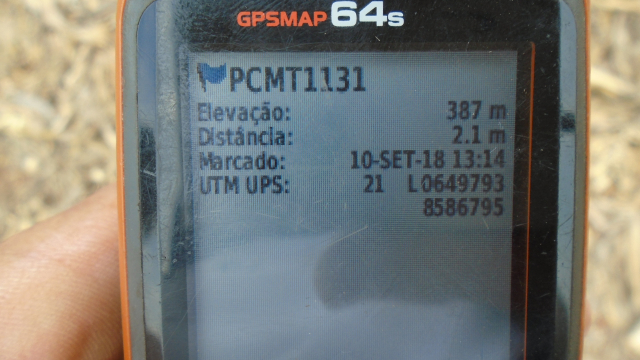 GPSMAP 64s
PCMT1131
Elevação: 387 m
Distância: 2.1 m
Marcado: 10-SET-18 13:14
UTM UPS: 21 L 0649793
8586795